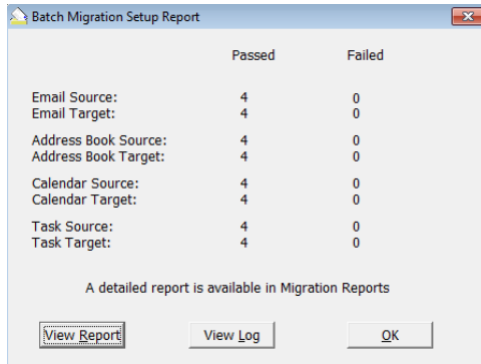 Batch Migration Setup Report
Passed Failed
Email Source: 4 0
Email Target: 4 0
Address Book Source: 4 0
Address Book Target: 4 0
Calendar Source: 4 0
Calendar Target: 4 0
Task Source: 4 0
Task Target: 4 0
A detailed report is available in Migration Reports
View Report View Log OK